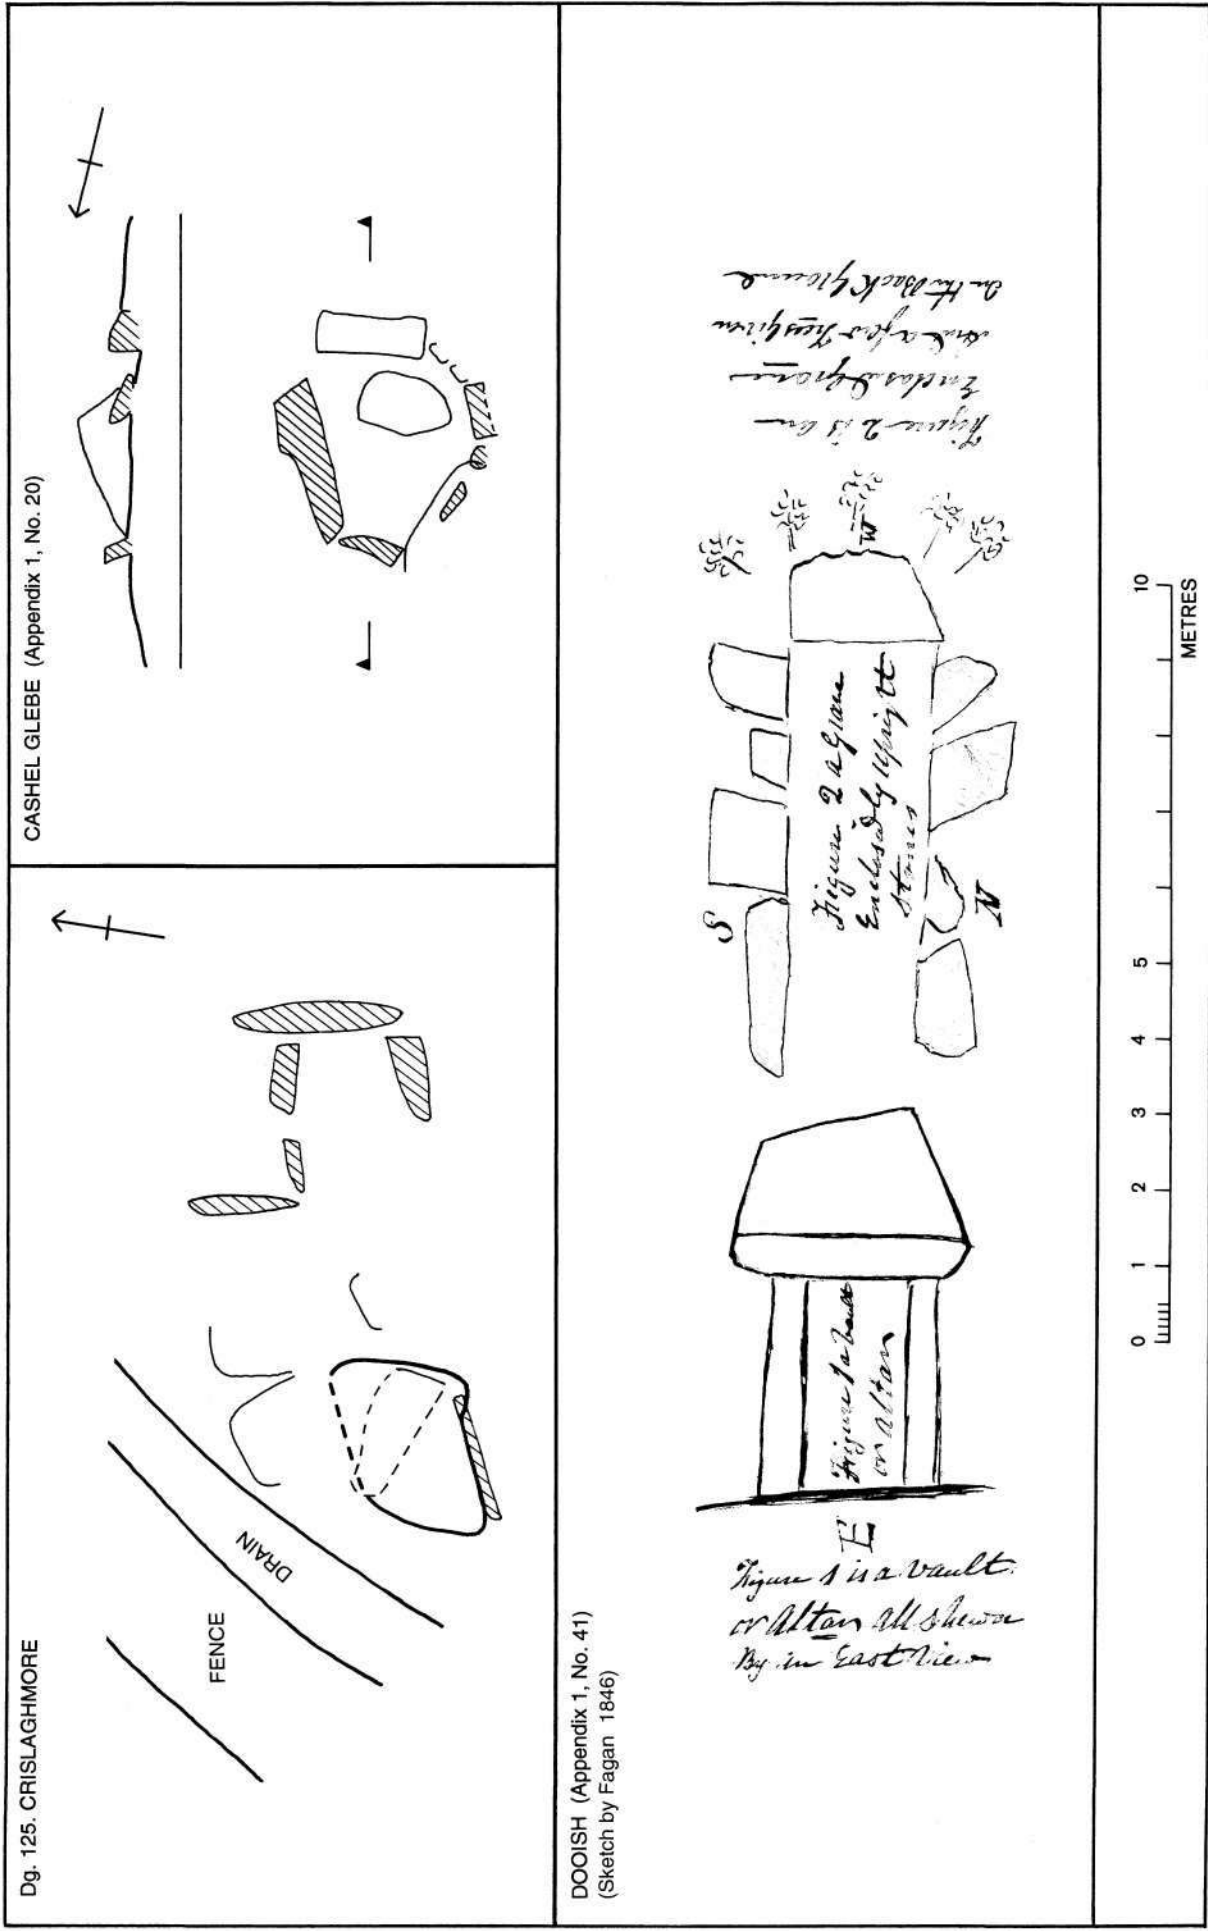 Dg. 125. CRISLAGHMORE
FENCE
DRAIN
CASHEL GLEBE (Appendix 1, No. 20)
DOOISH (Appendix 1, No. 41)
(Sketch by Fagan 1846)
Figure 1 is a vault
or Altar all shewn
By an East View
E
Figure 1 a vault
or altar
S
Figure 2 a Grave
Enclosed by Upright
Stones
N
W
Figure 2 is an
Enclosed Grave
and a few Trees Given
In the Back Ground
0 1 2 3 4 5 10
METRES